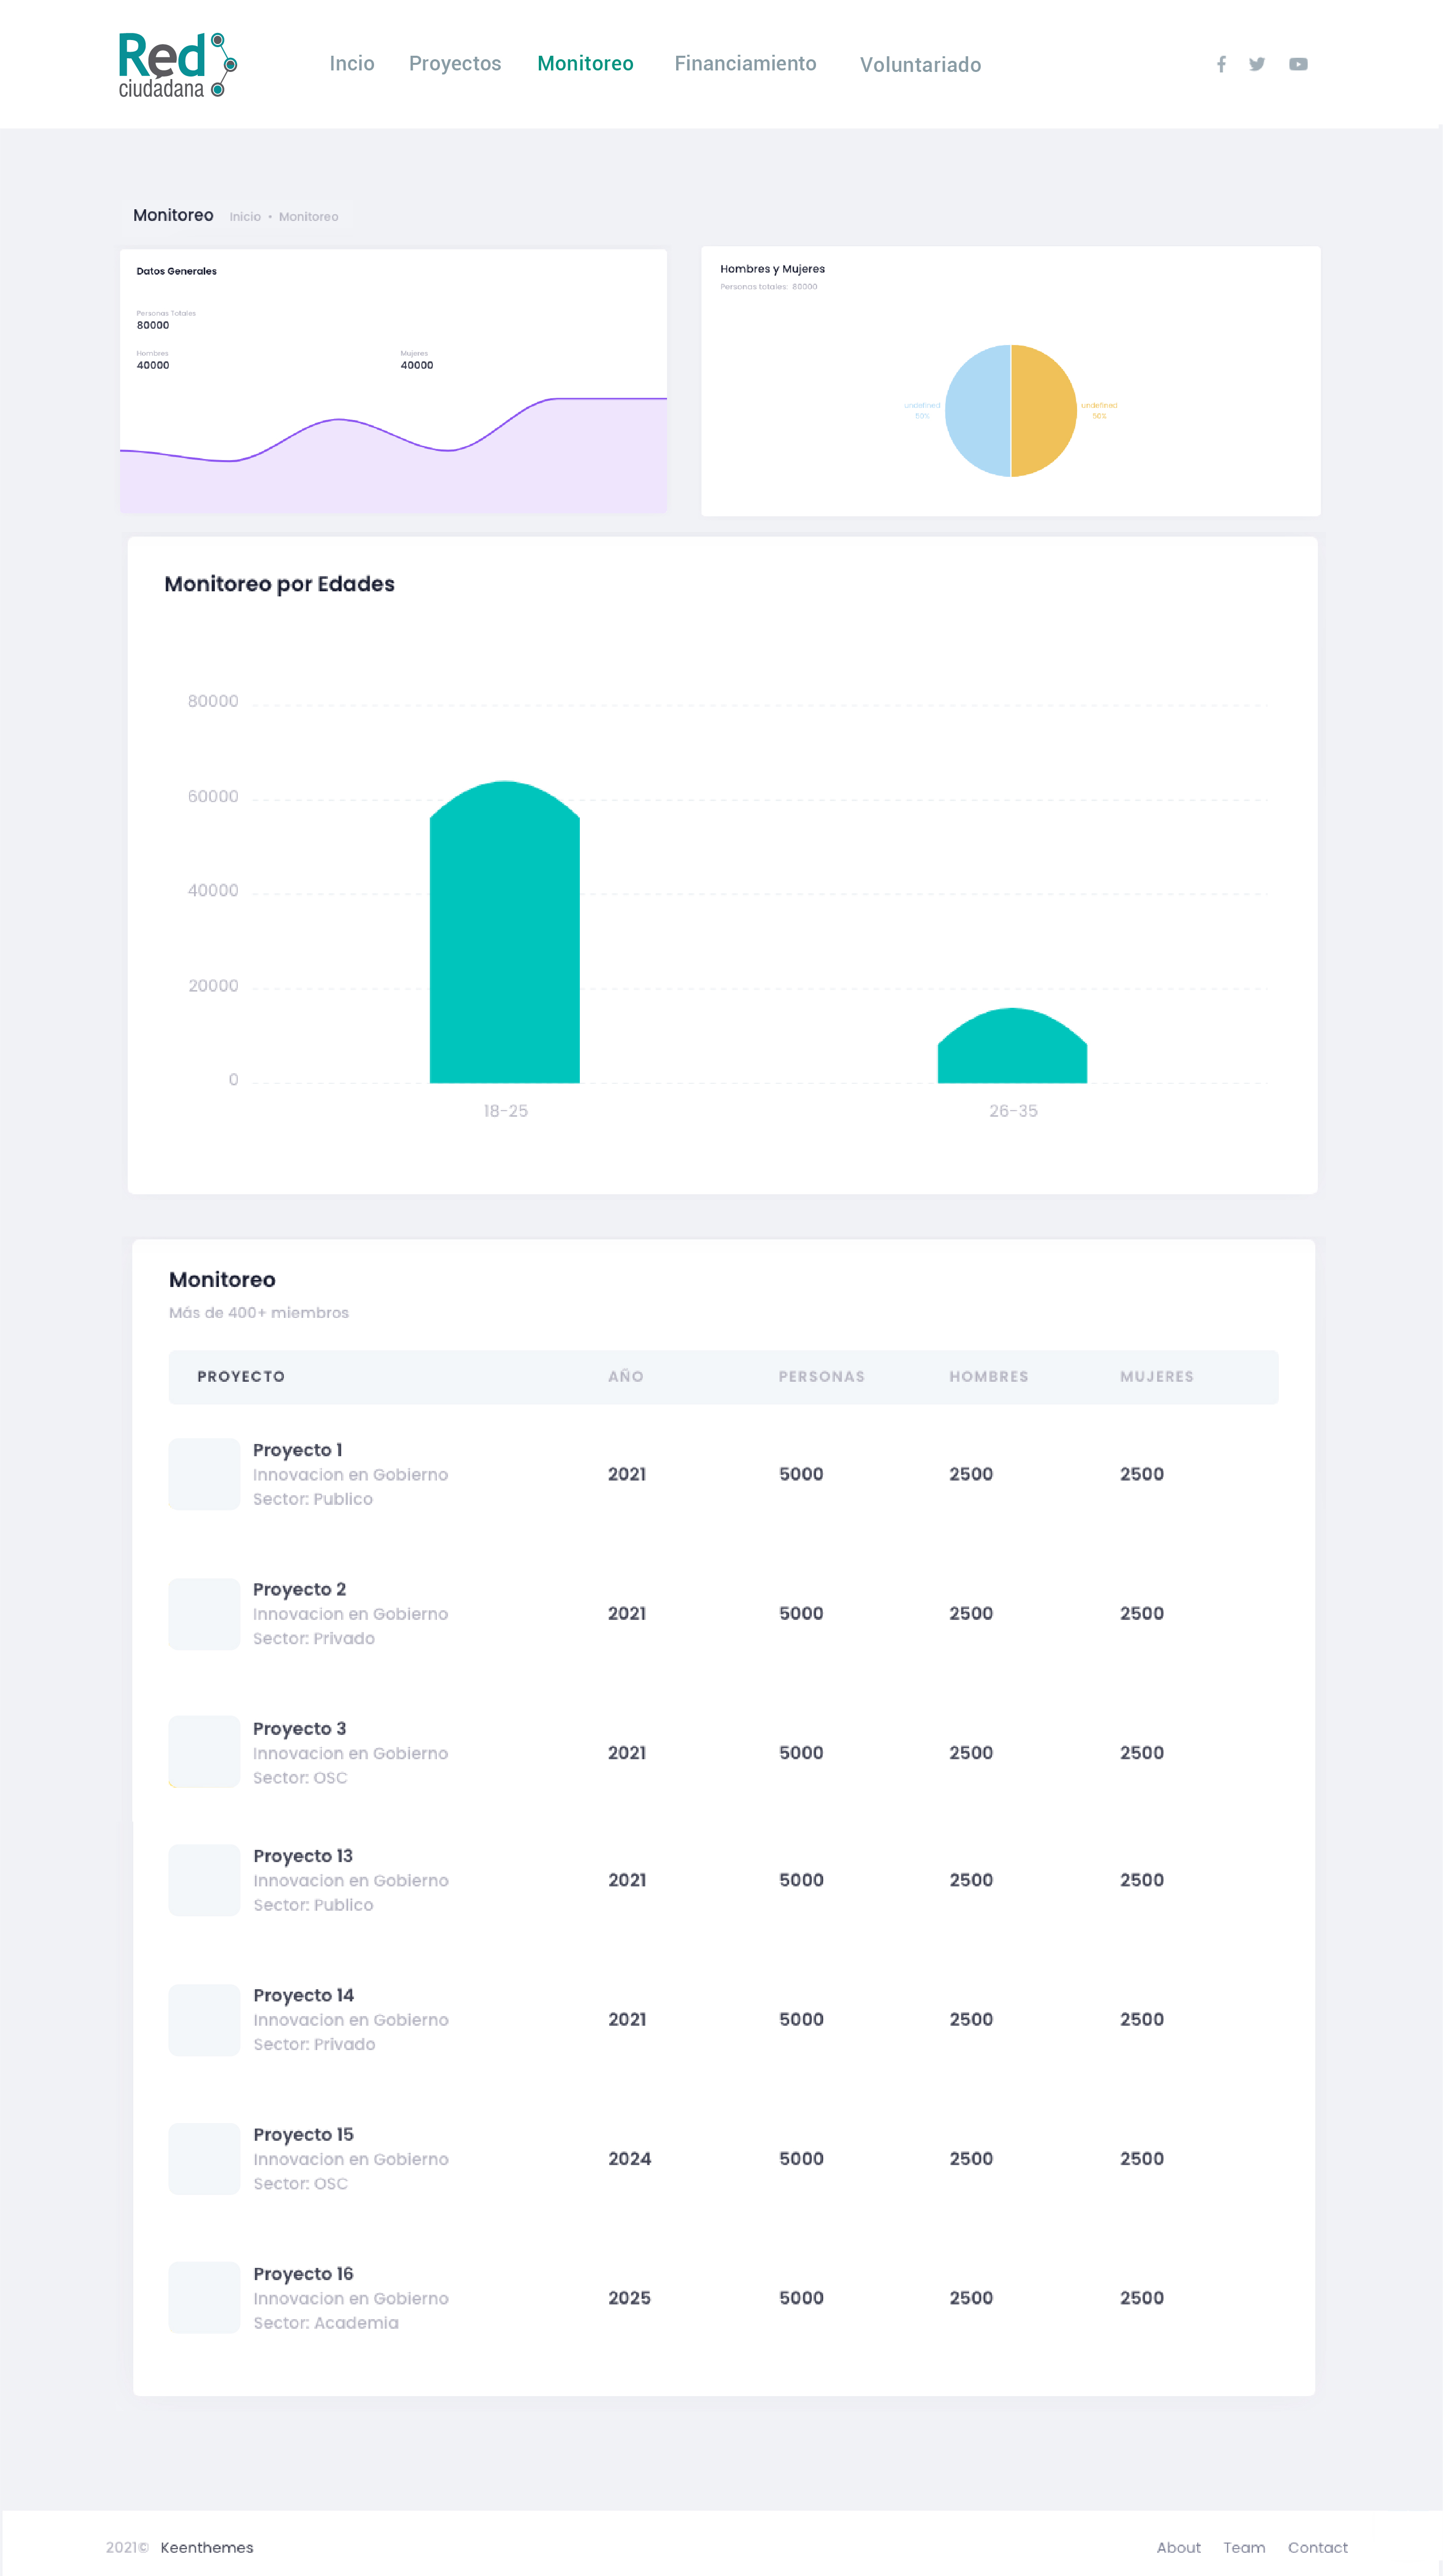 Red
ciudadana
Incio Proyectos Monitoreo Financiamiento Voluntariado
Monitoreo Inicio • Monitoreo
Datos Generales
Personas Totales
80000
Hombres Mujeres
40000 40000
Hombres y Mujeres
Personas totales: 80000
undefined
50%
undefined
50%
Monitoreo por Edades
80000
60000
40000
20000
0
18-25 26-35
Monitoreo
Más de 400+ miembros
PROYECTO AÑO PERSONAS HOMBRES MUJERES
Proyecto 1
Innovacion en Gobierno
Sector: Publico
2021 5000 2500 2500
Proyecto 2
Innovacion en Gobierno
Sector: Privado
2021 5000 2500 2500
Proyecto 3
Innovacion en Gobierno
Sector: OSC
2021 5000 2500 2500
Proyecto 13
Innovacion en Gobierno
Sector: Publico
2021 5000 2500 2500
Proyecto 14
Innovacion en Gobierno
Sector: Privado
2021 5000 2500 2500
Proyecto 15
Innovacion en Gobierno
Sector: OSC
2024 5000 2500 2500
Proyecto 16
Innovacion en Gobierno
Sector: Academia
2025 5000 2500 2500
2021© Keenthemes About Team Contact